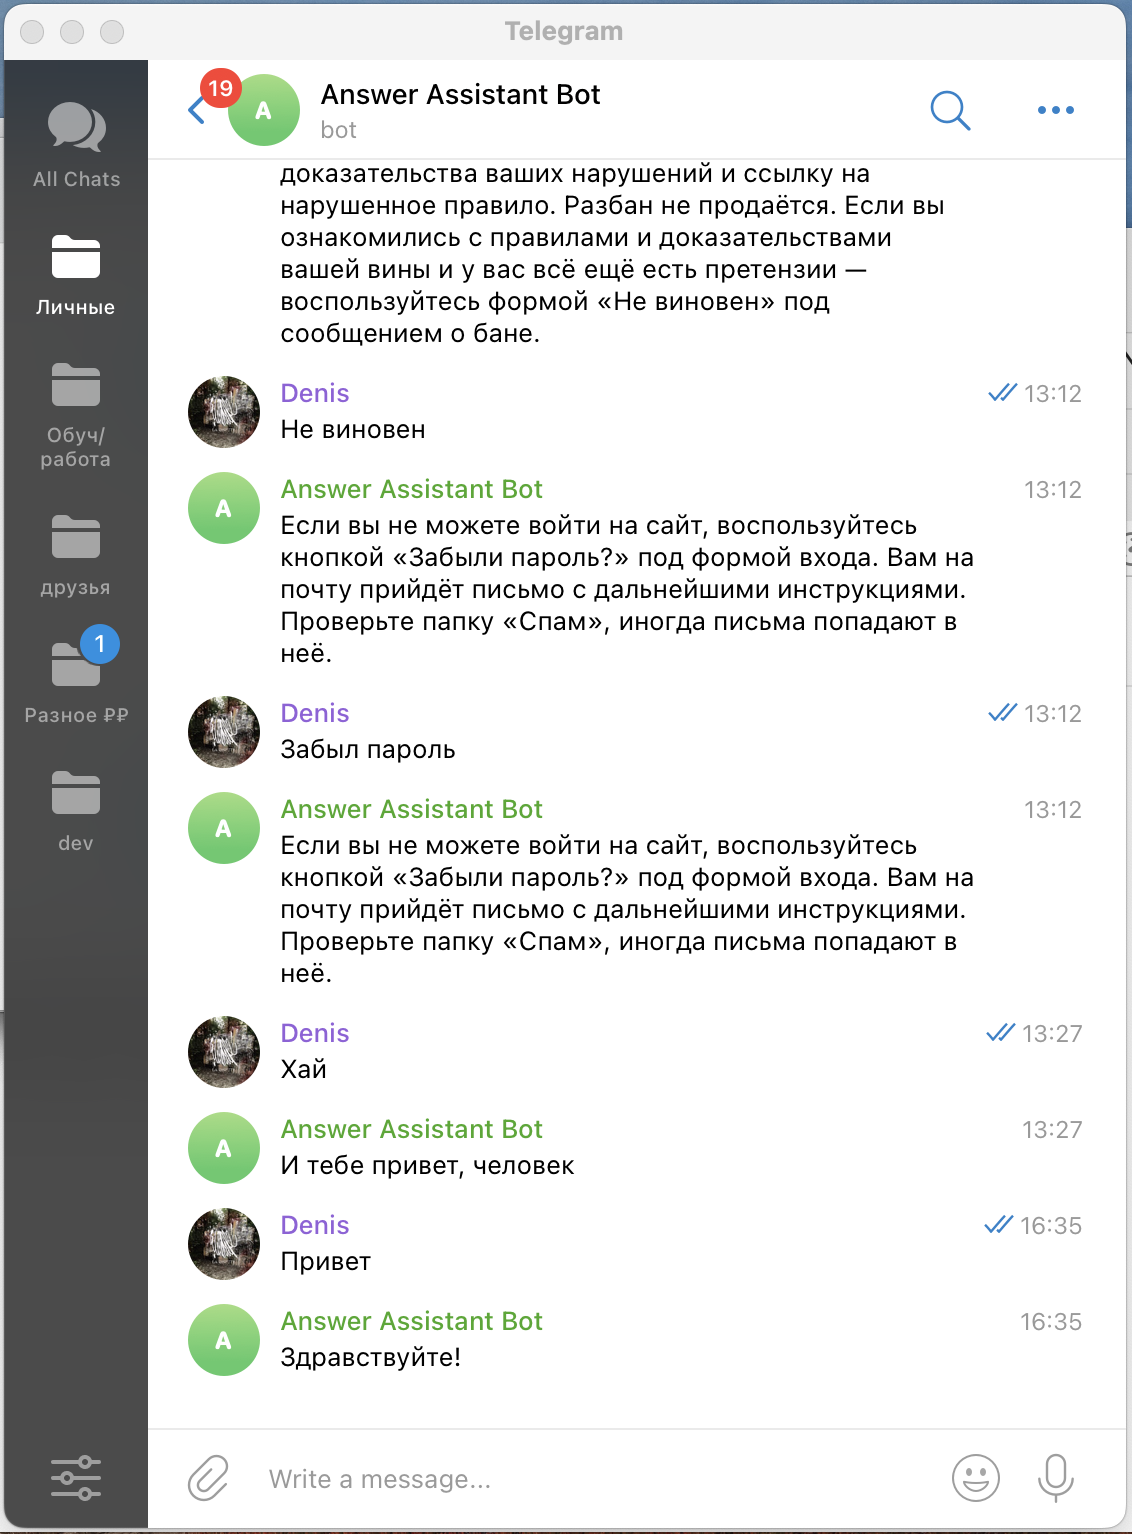 Telegram
All Chats
Личные
Обуч/
работа
друзья
1
Разное ₽₽
dev
19
A
Answer Assistant Bot
bot
доказательства ваших нарушений и ссылку на
нарушенное правило. Разбан не продаётся. Если вы
ознакомились с правилами и доказательствами
вашей вины и у вас всё ещё есть претензии —
воспользуйтесь формой «Не виновен» под
сообщением о бане.
Denis 13:12
Не виновен
A
Answer Assistant Bot 13:12
Если вы не можете войти на сайт, воспользуйтесь
кнопкой «Забыли пароль?» под формой входа. Вам на
почту прийдёт письмо с дальнейшими инструкциями.
Проверьте папку «Спам», иногда письма попадают в
неё.
Denis 13:12
Забыл пароль
A
Answer Assistant Bot 13:12
Если вы не можете войти на сайт, воспользуйтесь
кнопкой «Забыли пароль?» под формой входа. Вам на
почту прийдёт письмо с дальнейшими инструкциями.
Проверьте папку «Спам», иногда письма попадают в
неё.
Denis 13:27
Хай
A
Answer Assistant Bot 13:27
И тебе привет, человек
Denis 16:35
Привет
A
Answer Assistant Bot 16:35
Здравствуйте!
Write a message...